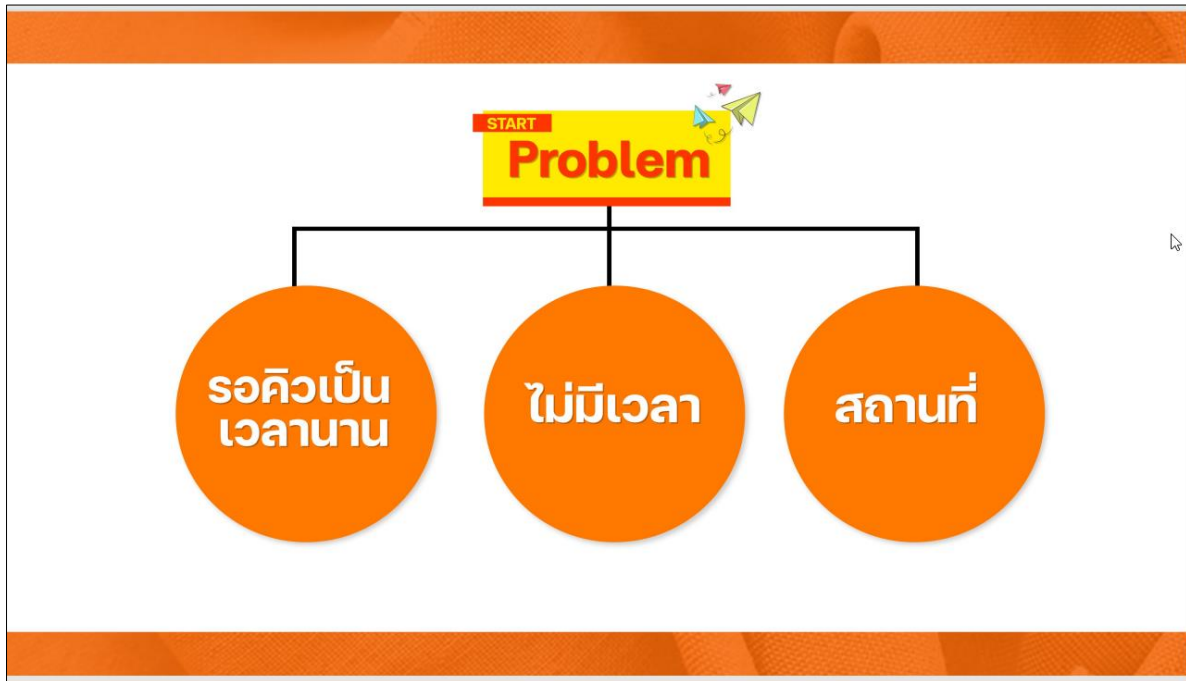 START
Problem
รอคิวเป็น
เวลานาน
ไม่มีเวลา
สถานที่